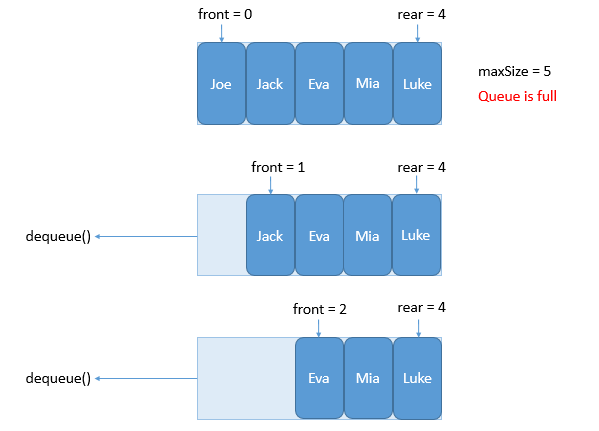 front = 0
rear = 4
Joe
Jack
Eva
Mia
Luke
maxSize = 5
Queue is full
front = 1
rear = 4
dequeue()
Jack
Eva
Mia
Luke
front = 2
rear = 4
dequeue()
Eva
Mia
Luke